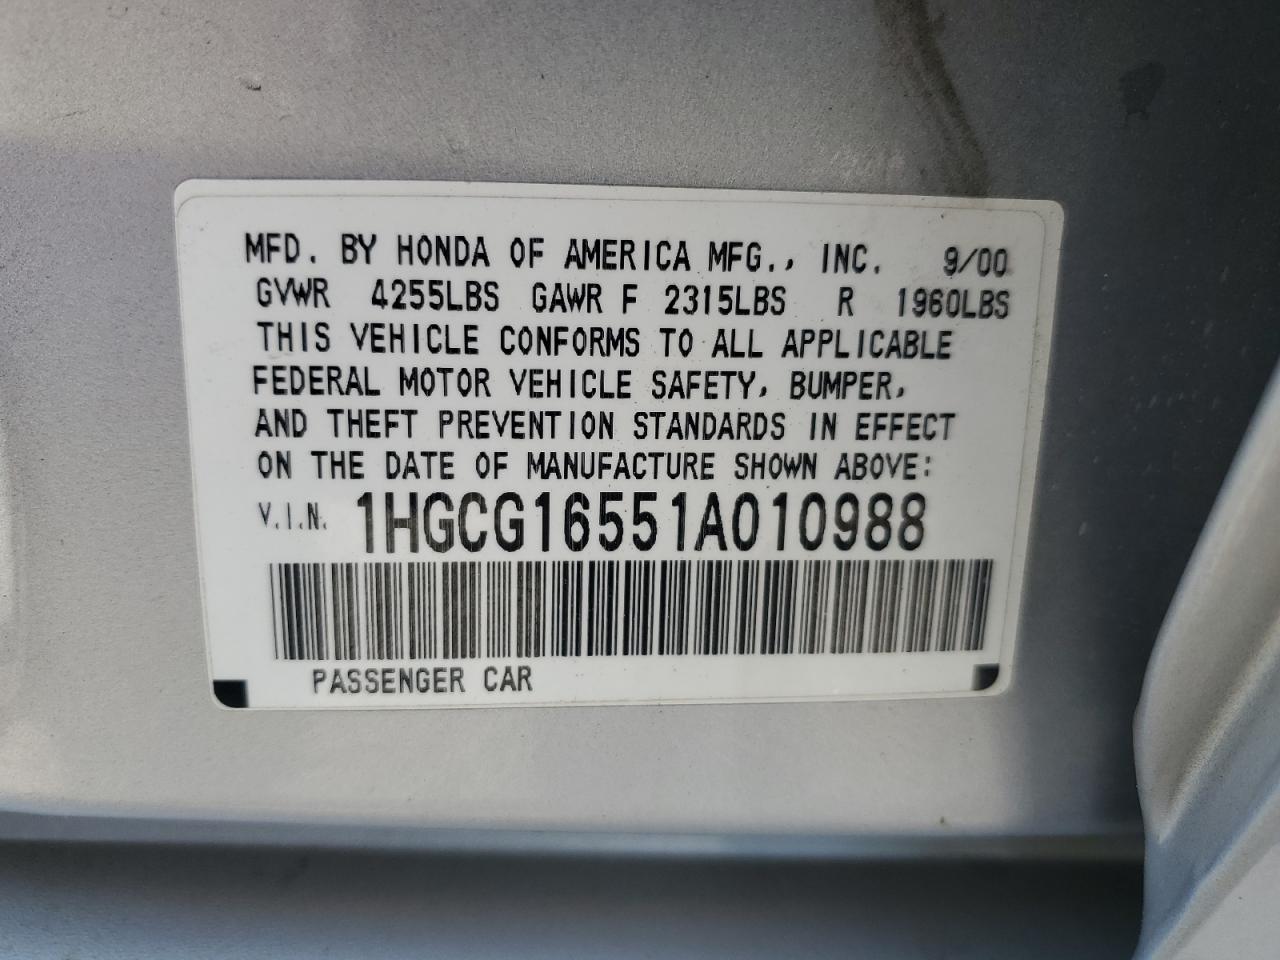 MFD. BY HONDA OF AMERICA MFG., INC. 9/00
GVWR 4255LBS GAWR F 2315LBS R 1960LBS
THIS VEHICLE CONFORMS TO ALL APPLICABLE
FEDERAL MOTOR VEHICLE SAFETY, BUMPER,
AND THEFT PREVENTION STANDARDS IN EFFECT
ON THE DATE OF MANUFACTURE SHOWN ABOVE:
V.I.N. 1HGCG16551A010988
PASSENGER CAR